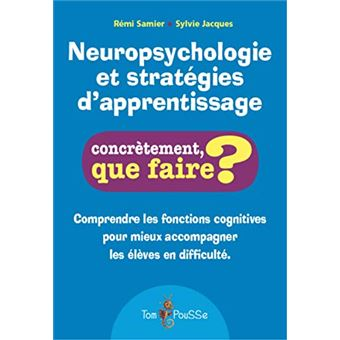 Rémi Samier • Sylvie Jacques
Neuropsychologie
et stratégies
d'apprentissage
concrètement,
que faire?
Comprendre les fonctions cognitives
pour mieux accompagner
les élèves en difficulté.
Tom PouSSe